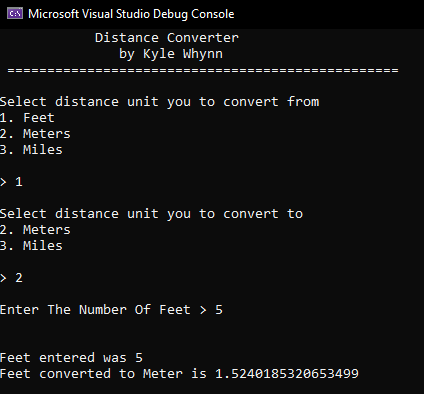 Microsoft Visual Studio Debug Console
Distance Converter
by Kyle Whynn
=================================================
Select distance unit you to convert from
1. Feet
2. Meters
3. Miles
> 1
Select distance unit you to convert to
2. Meters
3. Miles
> 2
Enter The Number Of Feet > 5
Feet entered was 5
Feet converted to Meter is 1.5240185320653499